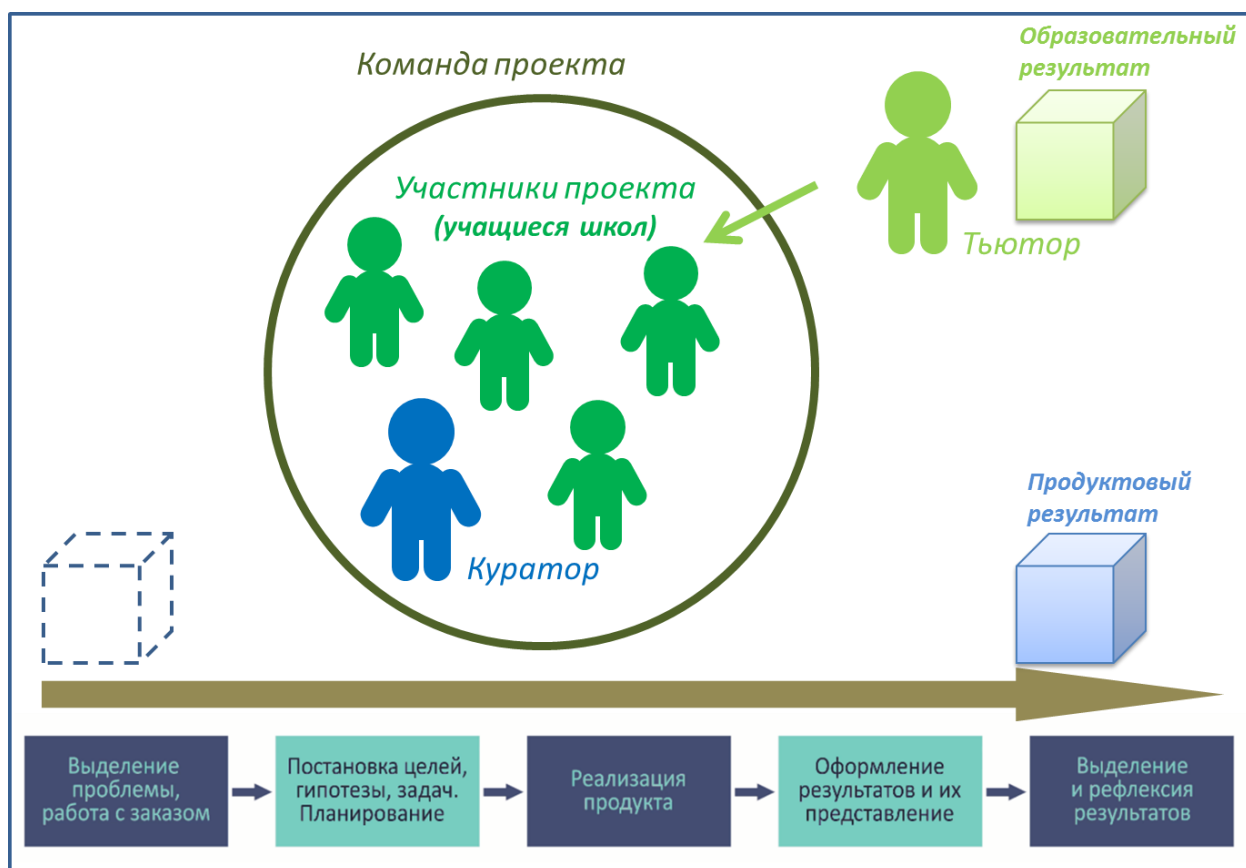 Команда проекта
Образовательный
результат
Участники проекта
(учащиеся школ)
Тьютор
Куратор
Продуктовый
результат
Выделение
проблемы,
работа с заказом
Постановка целей,
гипотезы, задач.
Планирование
Реализация
продукта
Оформление
результатов и их
представление
Выделение
и рефлексия
результатов